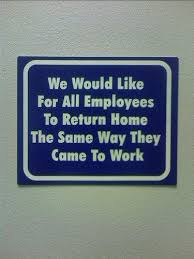 We Would Like
For All Employees
To Return Home
The Same Way They
Came To Work